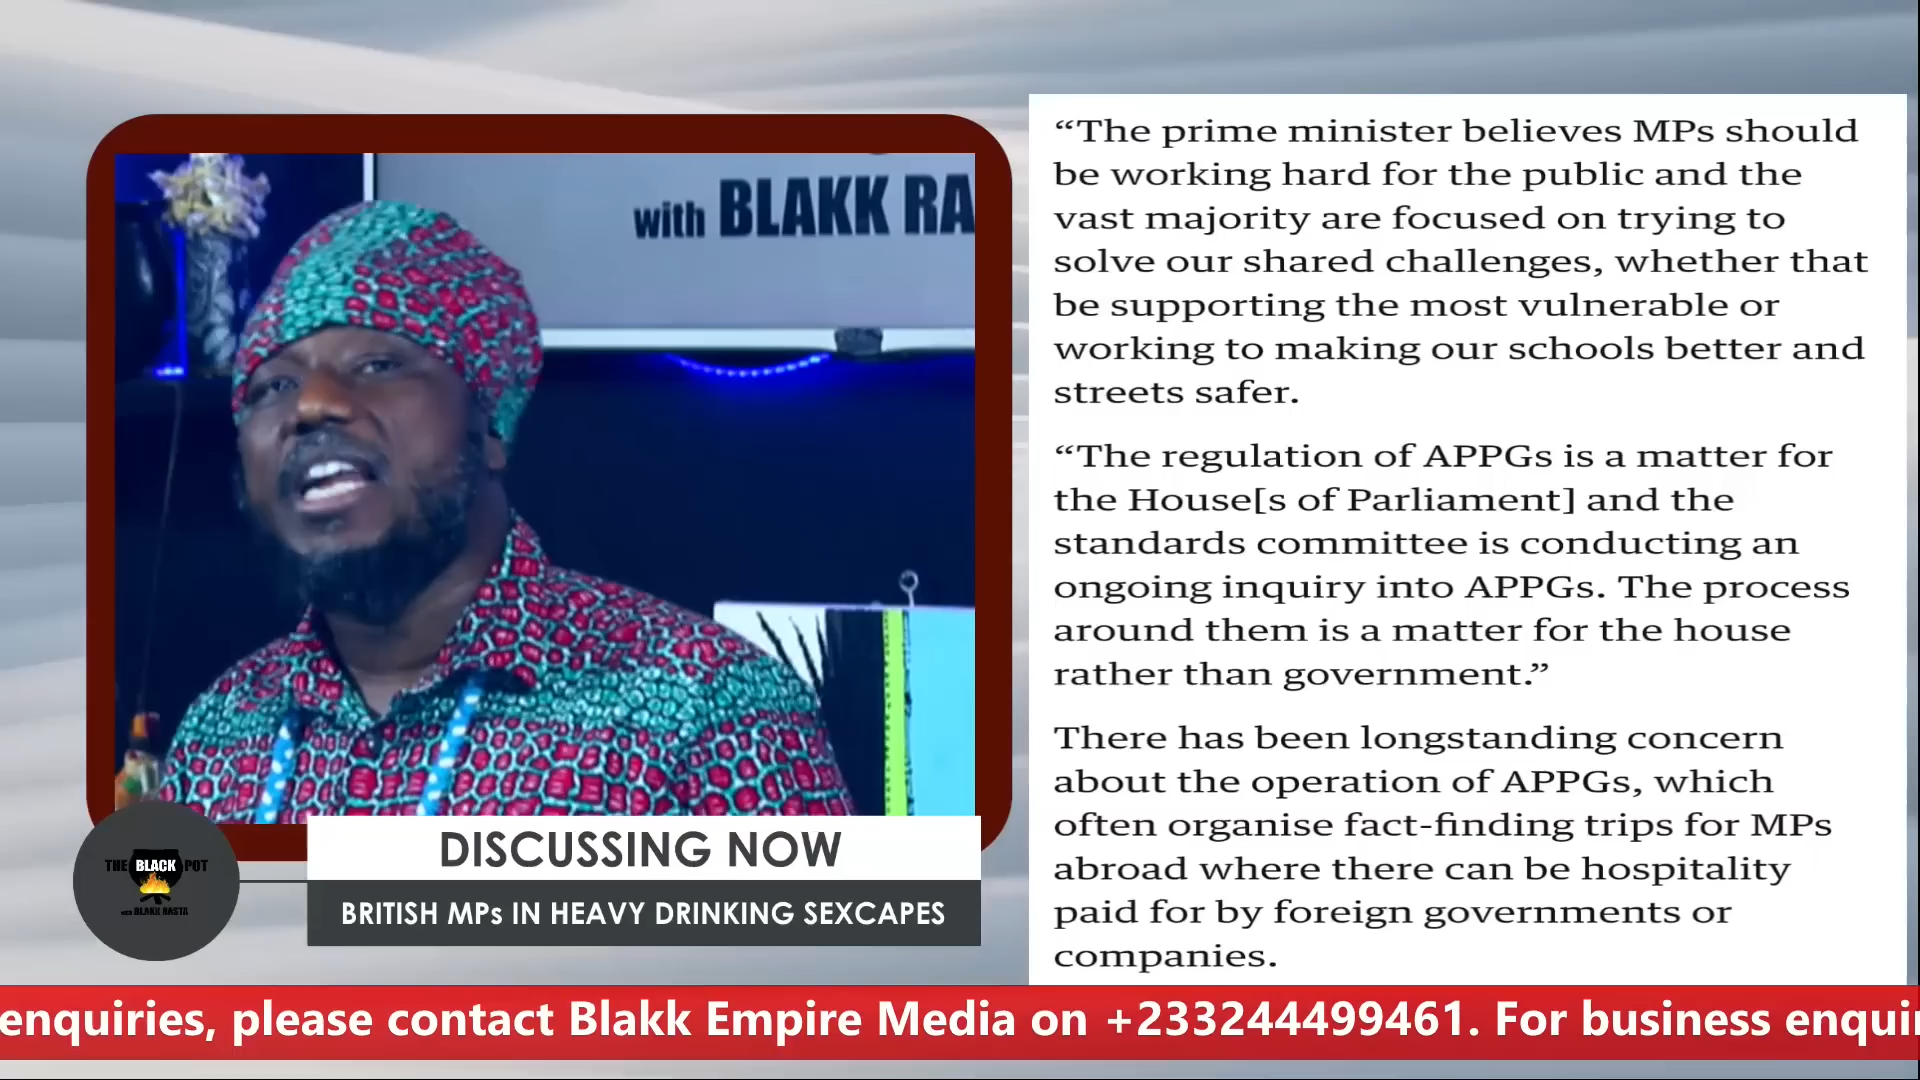 with BLAKK RA
“The prime minister believes MPs should
be working hard for the public and the
vast majority are focused on trying to
solve our shared challenges, whether that
be supporting the most vulnerable or
working to making our schools better and
streets safer.
“The regulation of APPGs is a matter for
the House[s of Parliament] and the
standards committee is conducting an
ongoing inquiry into APPGs. The process
around them is a matter for the house
rather than government.”
There has been longstanding concern
about the operation of APPGs, which
often organise fact-finding trips for MPs
abroad where there can be hospitality
paid for by foreign governments or
companies.
THE BLACK POT
with BLAKK RASTA
DISCUSSING NOW
BRITISH MPs IN HEAVY DRINKING SEXCAPES
enquiries, please contact Blakk Empire Media on +233244499461. For business enquir